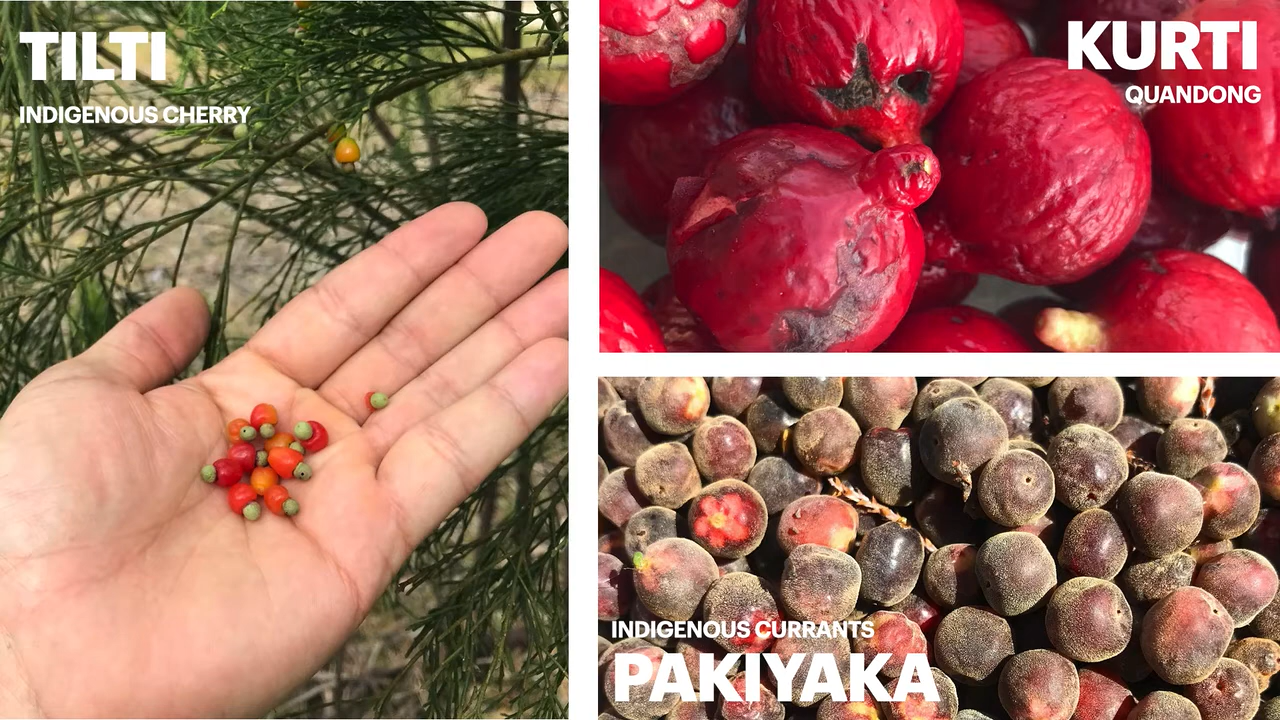 TILTI
INDIGENOUS CHERRY
KURTI
QUANDONG
INDIGENOUS CURRANTS
PAKIYAKA